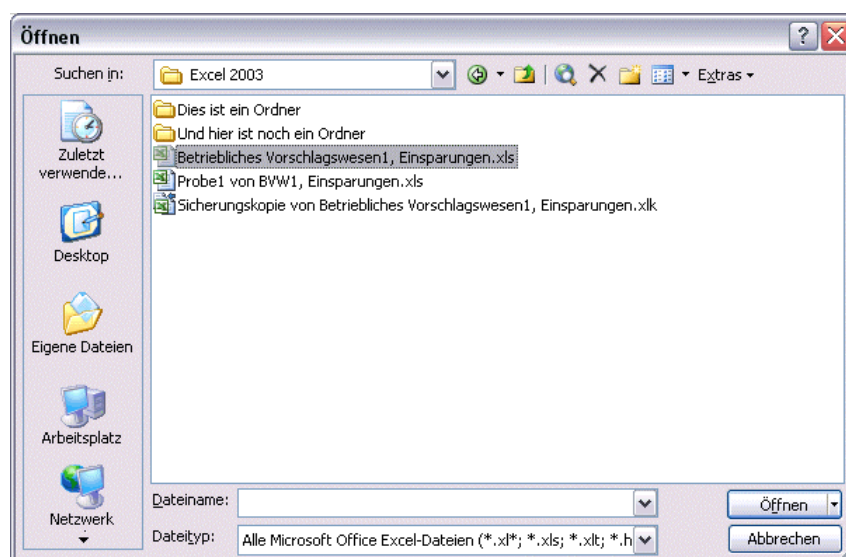 Öffnen
Suchen in: Excel 2003 Extras
Dies ist ein Ordner
Und hier ist noch ein Ordner
Betriebliches Vorschlagswesen1, Einsparungen.xls
Probe1 von BVW1, Einsparungen.xls
Sicherungskopie von Betriebliches Vorschlagswesen1, Einsparungen.xlk
Zuletzt
verwende...
Desktop
Eigene Dateien
Arbeitsplatz
Netzwerk
Dateiname: Öffnen
Dateityp: Alle Microsoft Office Excel-Dateien (*.xl*; *.xls; *.xlt; *.h Abbrechen